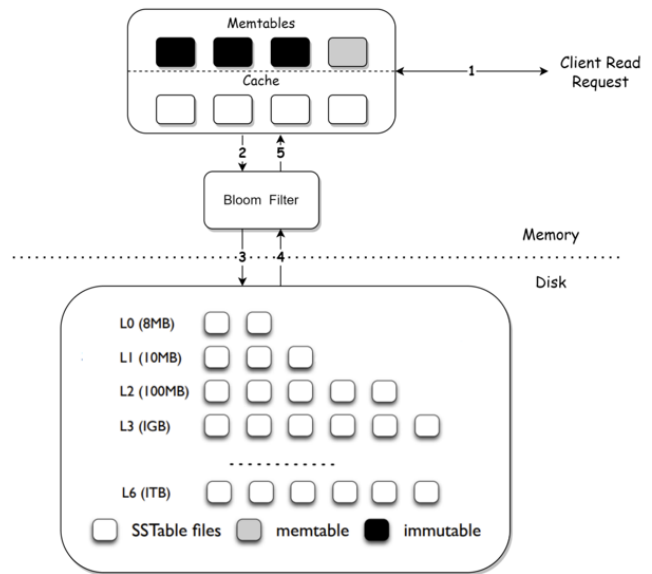 Memtables
Cache
1
Client Read
Request
2
5
Bloom Filter
Memory
3
4
Disk
L0 (8MB)
L1 (10MB)
L2 (100MB)
L3 (1GB)
L6 (1TB)
SSTable files
memtable
immutable